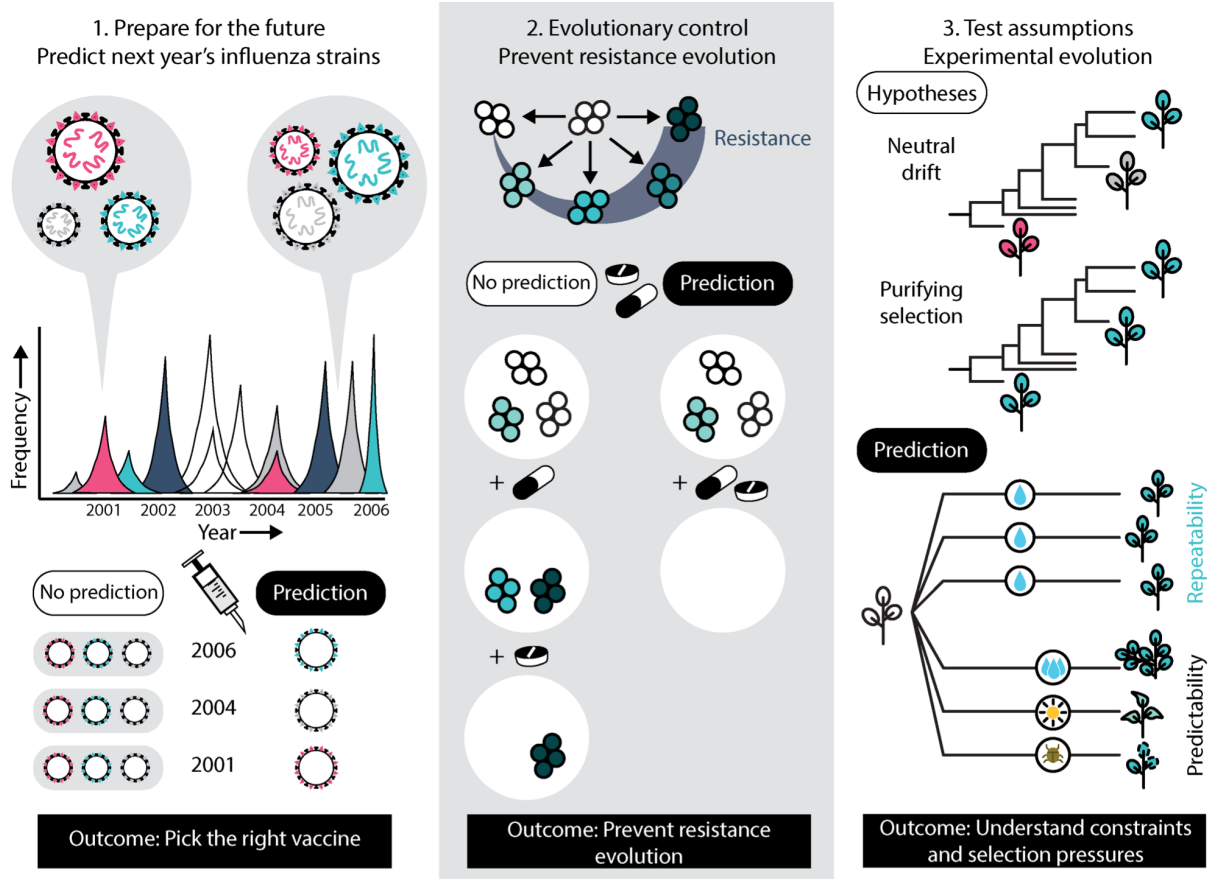 1. Prepare for the future
Predict next year's influenza strains
Frequency
2001 2002 2003 2004 2005 2006
Year
No prediction
Prediction
2006
2004
2001
Outcome: Pick the right vaccine
2. Evolutionary control
Prevent resistance evolution
Resistance
No prediction
Prediction
+
+
+
Outcome: Prevent resistance
evolution
3. Test assumptions
Experimental evolution
Hypotheses
Neutral
drift
Purifying
selection
Prediction
Repeatability
Predictability
Outcome: Understand constraints
and selection pressures